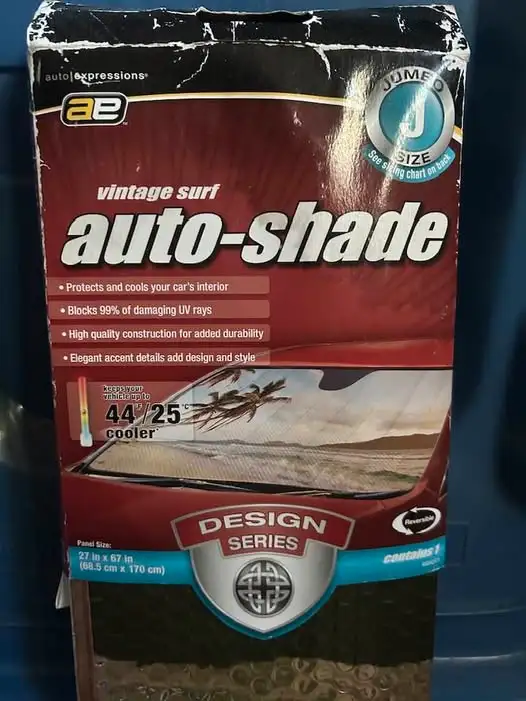 auto|expressions®
ae™
JUMBO
J
SIZE
See sizing chart on back
vintage surf
auto-shade
• Protects and cools your car's interior
• Blocks 99% of damaging UV rays
• High quality construction for added durability
• Elegant accent details add design and style
keeps your
vehicle up to
44°F/25°C
cooler*
DESIGN
SERIES
Reversible
Panel Size:
27 in x 67 in
(68.5 cm x 170 cm)
contains 1